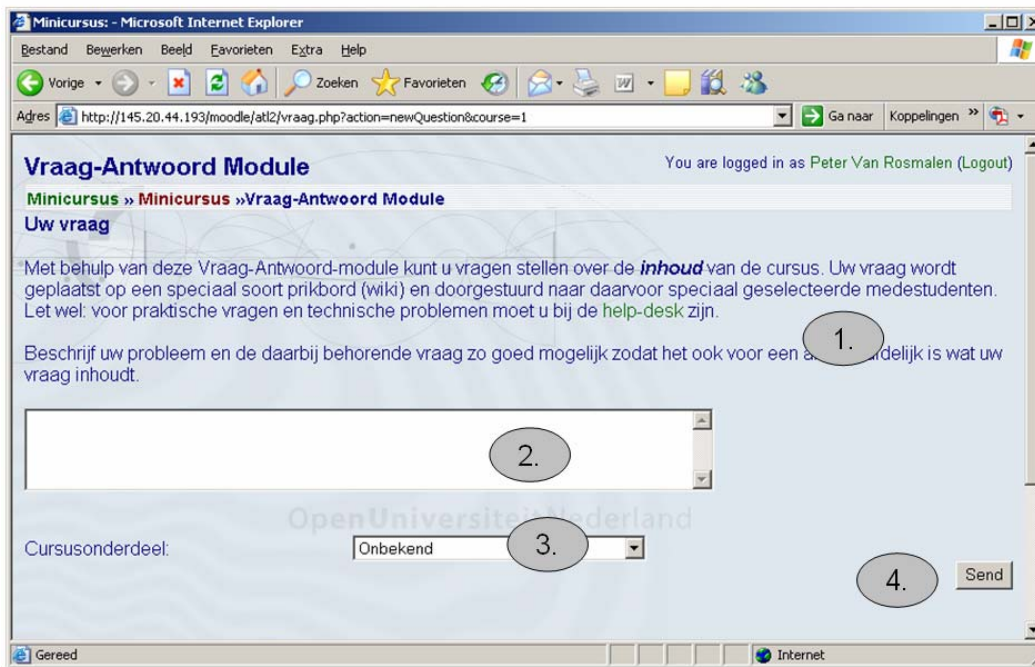 Minicursus: - Microsoft Internet Explorer
Bestand Bewerken Beeld Favorieten Extra Help
Vorige Zoeken Favorieten
Adres http://145.20.44.193/moodle/atl2/vraag.php?action=newQuestion&course=1 Ga naar Koppelingen »
Vraag-Antwoord Module You are logged in as Peter Van Rosmalen (Logout)
Minicursus » Minicursus »Vraag-Antwoord Module
Uw vraag
Met behulp van deze Vraag-Antwoord-module kunt u vragen stellen over de inhoud van de cursus. Uw vraag wordt
geplaatst op een speciaal soort prikbord (wiki) en doorgestuurd naar daarvoor speciaal geselecteerde medestudenten.
Let wel: voor praktische vragen en technische problemen moet u bij de help-desk zijn.
1.
Beschrijf uw probleem en de daarbij behorende vraag zo goed mogelijk zodat het ook voor een is wat uw
vraag inhoudt.
2.
OpenUniversiteitNederland
Cursusonderdeel: Onbekend 3.
4. Send
Gereed Internet